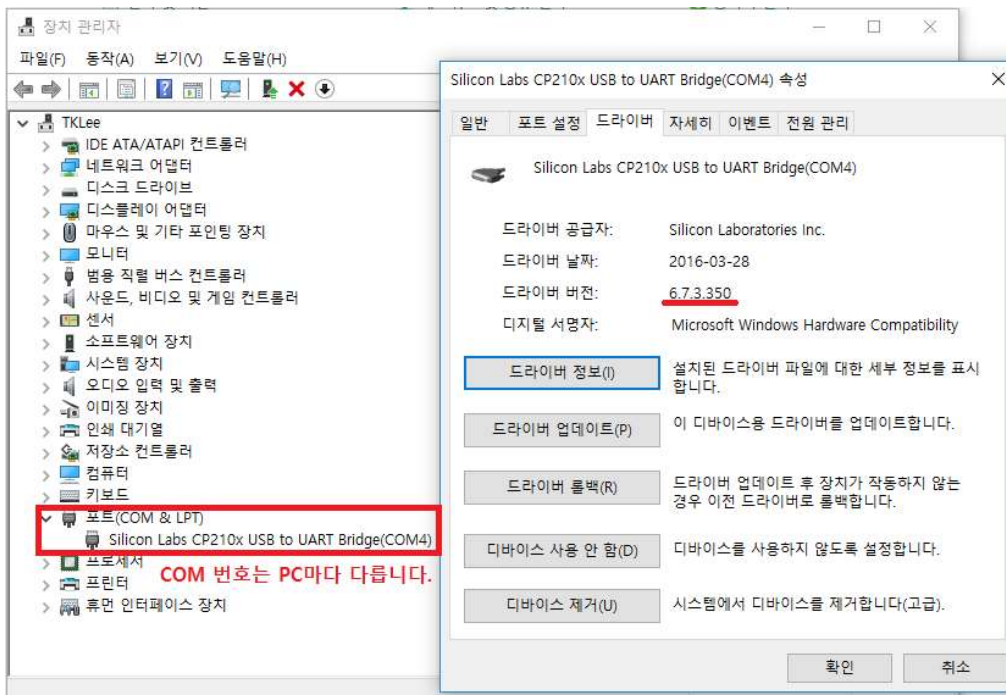 장치 관리자
파일(F) 동작(A) 보기(V) 도움말(H)
TKLee
IDE ATA/ATAPI 컨트롤러
네트워크 어댑터
디스크 드라이브
디스플레이 어댑터
마우스 및 기타 포인팅 장치
모니터
범용 직렬 버스 컨트롤러
사운드, 비디오 및 게임 컨트롤러
센서
소프트웨어 장치
시스템 장치
오디오 입력 및 출력
이미징 장치
인쇄 대기열
저장소 컨트롤러
컴퓨터
키보드
포트(COM & LPT)
Silicon Labs CP210x USB to UART Bridge(COM4)
프로세서
COM 번호는 PC마다 다릅니다.
프린터
휴먼 인터페이스 장치
Silicon Labs CP210x USB to UART Bridge(COM4) 속성
일반 포트 설정 드라이버 자세히 이벤트 전원 관리
Silicon Labs CP210x USB to UART Bridge(COM4)
드라이버 공급자: Silicon Laboratories Inc.
드라이버 날짜: 2016-03-28
드라이버 버전: 6.7.3.350
디지털 서명자: Microsoft Windows Hardware Compatibility
드라이버 정보(I) 설치된 드라이버 파일에 대한 세부 정보를 표시
합니다.
드라이버 업데이트(P) 이 디바이스용 드라이버를 업데이트합니다.
드라이버 롤백(R) 드라이버 업데이트 후 장치가 작동하지 않는
경우 이전 드라이버로 롤백합니다.
디바이스 사용 안 함(D) 디바이스를 사용하지 않도록 설정합니다.
디바이스 제거(U) 시스템에서 디바이스를 제거합니다(고급).
확인 취소